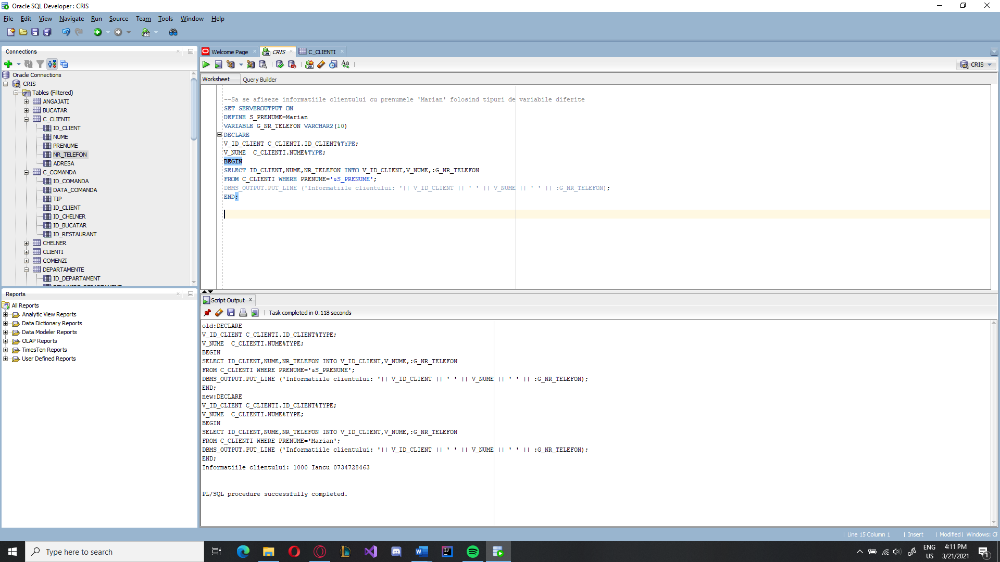 Oracle SQL Developer : CRIS
File Edit View Navigate Run Source Team Tools Window Help
Connections
Oracle Connections
CRIS
Tables (Filtered)
ANGAJATI
BUCATAR
C_CLIENTI
ID_CLIENT
NUME
PRENUME
NR_TELEFON
ADRESA
C_COMANDA
ID_COMANDA
DATA_COMANDA
TIP
ID_CLIENT
ID_CHELNER
ID_BUCATAR
ID_RESTAURANT
CHELNER
CLIENTI
COMENZI
DEPARTAMENTE
ID_DEPARTAMENT
DENUMIRE_DEPARTAMENT
Reports
All Reports
Analytic View Reports
Data Dictionary Reports
Data Modeler Reports
OLAP Reports
TimesTen Reports
User Defined Reports
Welcome Page CRIS C_CLIENTI
CRIS
Worksheet Query Builder
--Sa se afiseze informatiile clientului cu prenumele 'Marian' folosind tipuri de variabile diferite
SET SERVEROUTPUT ON
DEFINE S_PRENUME=Marian
VARIABLE G_NR_TELEFON VARCHAR2(10)
DECLARE
V_ID_CLIENT C_CLIENTI.ID_CLIENT%TYPE;
V_NUME  C_CLIENTI.NUME%TYPE;
BEGIN
SELECT ID_CLIENT,NUME,NR_TELEFON INTO V_ID_CLIENT,V_NUME,:G_NR_TELEFON
FROM C_CLIENTI WHERE PRENUME='&S_PRENUME';
DBMS_OUTPUT.PUT_LINE ('Informatiile clientului: '|| V_ID_CLIENT || ' ' || V_NUME || ' ' || :G_NR_TELEFON);
END;
Script Output
Task completed in 0.118 seconds
old:DECLARE
V_ID_CLIENT C_CLIENTI.ID_CLIENT%TYPE;
V_NUME  C_CLIENTI.NUME%TYPE;
BEGIN
SELECT ID_CLIENT,NUME,NR_TELEFON INTO V_ID_CLIENT,V_NUME,:G_NR_TELEFON
FROM C_CLIENTI WHERE PRENUME='&S_PRENUME';
DBMS_OUTPUT.PUT_LINE ('Informatiile clientului: '|| V_ID_CLIENT || ' ' || V_NUME || ' ' || :G_NR_TELEFON);
END;
new:DECLARE
V_ID_CLIENT C_CLIENTI.ID_CLIENT%TYPE;
V_NUME  C_CLIENTI.NUME%TYPE;
BEGIN
SELECT ID_CLIENT,NUME,NR_TELEFON INTO V_ID_CLIENT,V_NUME,:G_NR_TELEFON
FROM C_CLIENTI WHERE PRENUME='Marian';
DBMS_OUTPUT.PUT_LINE ('Informatiile clientului: '|| V_ID_CLIENT || ' ' || V_NUME || ' ' || :G_NR_TELEFON);
END;
Informatiile clientului: 1000 Iancu 0734728463
PL/SQL procedure successfully completed.
Line 15 Column 1 Insert Modified Windows: CF
Type here to search
ENG
US
4:11 PM
3/21/2021
1